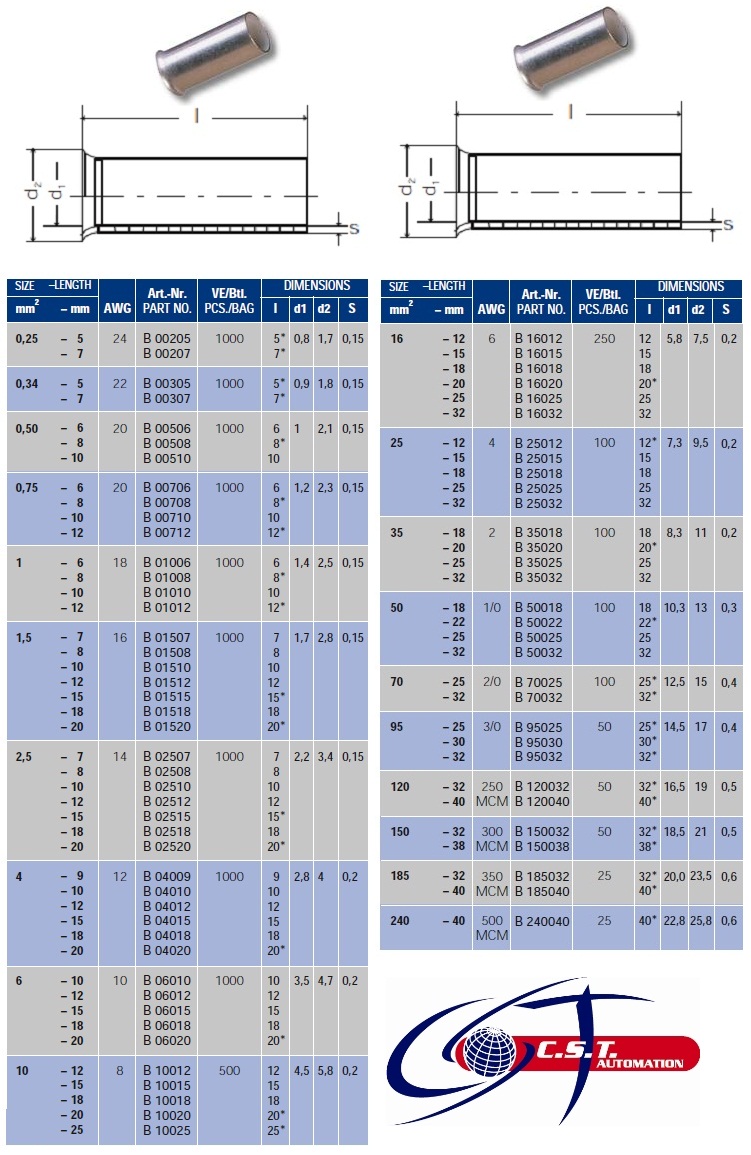 l
d2
d1
s
l
d2
d1
s
SIZE –LENGTH Art.-Nr. VE/Btl. DIMENSIONS
mm2 – mm AWG PART NO. PCS./BAG l d1 d2 S
0,25 – 5 24 B 00205 1000 5* 0,8 1,7 0,15
– 7 B 00207 7*
0,34 – 5 22 B 00305 1000 5* 0,9 1,8 0,15
– 7 B 00307 7*
0,50 – 6 20 B 00506 1000 6 1 2,1 0,15
– 8 B 00508 8*
– 10 B 00510 10
0,75 – 6 20 B 00706 1000 6 1,2 2,3 0,15
– 8 B 00708 8*
– 10 B 00710 10
– 12 B 00712 12*
1 – 6 18 B 01006 1000 6 1,4 2,5 0,15
– 8 B 01008 8*
– 10 B 01010 10
– 12 B 01012 12*
1,5 – 7 16 B 01507 1000 7 1,7 2,8 0,15
– 8 B 01508 8
– 10 B 01510 10
– 12 B 01512 12
– 15 B 01515 15*
– 18 B 01518 18
– 20 B 01520 20*
2,5 – 7 14 B 02507 1000 7 2,2 3,4 0,15
– 8 B 02508 8
– 10 B 02510 10
– 12 B 02512 12
– 15 B 02515 15*
– 18 B 02518 18
– 20 B 02520 20*
4 – 9 12 B 04009 1000 9 2,8 4 0,2
– 10 B 04010 10
– 12 B 04012 12
– 15 B 04015 15
– 18 B 04018 18
– 20 B 04020 20*
6 – 10 10 B 06010 1000 10 3,5 4,7 0,2
– 12 B 06012 12
– 15 B 06015 15
– 18 B 06018 18
– 20 B 06020 20*
10 – 12 8 B 10012 500 12 4,5 5,8 0,2
– 15 B 10015 15
– 18 B 10018 18
– 20 B 10020 20*
– 25 B 10025 25*
SIZE –LENGTH Art.-Nr. VE/Btl. DIMENSIONS
mm2 – mm AWG PART NO. PCS./BAG l d1 d2 S
16 – 12 6 B 16012 250 12 5,8 7,5 0,2
– 15 B 16015 15
– 18 B 16018 18
– 20 B 16020 20*
– 25 B 16025 25
– 32 B 16032 32
25 – 12 4 B 25012 100 12* 7,3 9,5 0,2
– 15 B 25015 15
– 18 B 25018 18
– 25 B 25025 25
– 32 B 25032 32
35 – 18 2 B 35018 100 18 8,3 11 0,2
– 20 B 35020 20*
– 25 B 35025 25
– 32 B 35032 32
50 – 18 1/0 B 50018 100 18 10,3 13 0,3
– 22 B 50022 22*
– 25 B 50025 25
– 32 B 50032 32
70 – 25 2/0 B 70025 100 25* 12,5 15 0,4
– 32 B 70032 32*
95 – 25 3/0 B 95025 50 25* 14,5 17 0,4
– 30 B 95030 30*
– 32 B 95032 32*
120 – 32 250 B 120032 50 32* 16,5 19 0,5
– 40 MCM B 120040 40*
150 – 32 300 B 150032 50 32* 18,5 21 0,5
– 38 MCM B 150038 38*
185 – 32 350 B 185032 25 32* 20,0 23,5 0,6
– 40 MCM B 185040 40*
240 – 40 500 B 240040 25 40* 22,8 25,8 0,6
MCM
C.S.T.
AUTOMATION